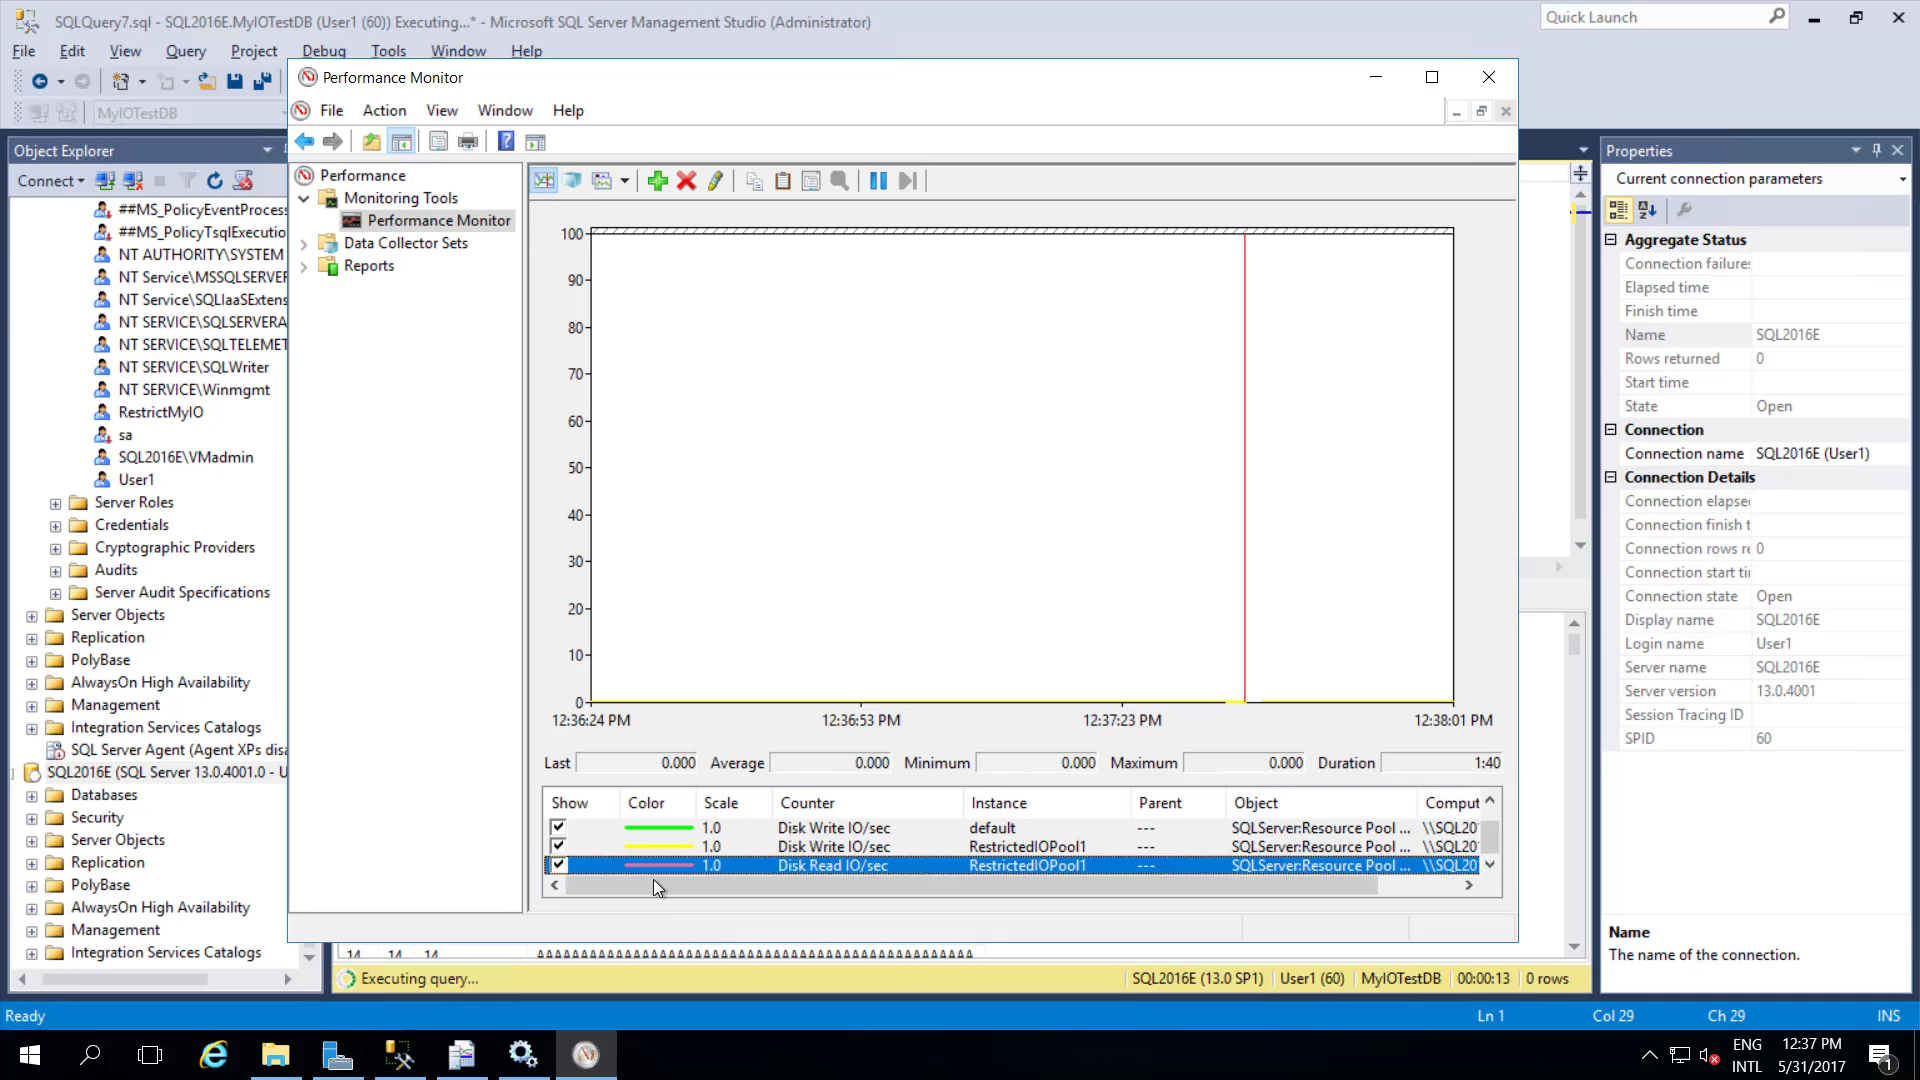 SQLQuery7.sql - SQL2016E.MyIOTestDB (User1 (60)) Executing...* - Microsoft SQL Server Management Studio (Administrator)
Quick Launch
File Edit View Query Project Debug Tools Window Help
MyIOTestDB
Object Explorer
Connect
##MS_PolicyEventProcess
##MS_PolicyTsqlExecutio
NT AUTHORITY\SYSTEM
NT Service\MSSQLSERVER
NT Service\SQLIaaSExtens
NT SERVICE\SQLSERVERA
NT SERVICE\SQLTELEMET
NT SERVICE\SQLWriter
NT SERVICE\Winmgmt
RestrictMyIO
sa
SQL2016E\VMadmin
User1
Server Roles
Credentials
Cryptographic Providers
Audits
Server Audit Specifications
Server Objects
Replication
PolyBase
AlwaysOn High Availability
Management
Integration Services Catalogs
SQL Server Agent (Agent XPs disa
SQL2016E (SQL Server 13.0.4001.0 - U
Databases
Security
Server Objects
Replication
PolyBase
AlwaysOn High Availability
Management
Integration Services Catalogs
Performance Monitor
File Action View Window Help
Performance
Monitoring Tools
Performance Monitor
Data Collector Sets
Reports
100
90
80
70
60
50
40
30
20
10
0
12:36:24 PM 12:36:53 PM 12:37:23 PM 12:38:01 PM
Last 0.000 Average 0.000 Minimum 0.000 Maximum 0.000 Duration 1:40
Show Color Scale Counter Instance Parent Object Comput
1.0 Disk Write IO/sec default --- SQLServer:Resource Pool ... \\SQL20
1.0 Disk Write IO/sec RestrictedIOPool1 --- SQLServer:Resource Pool ... \\SQL20
1.0 Disk Read IO/sec RestrictedIOPool1 --- SQLServer:Resource Pool ... \\SQL20
14 14 14
Executing query... SQL2016E (13.0 SP1) User1 (60) MyIOTestDB 00:00:13 0 rows
Properties
Current connection parameters
Aggregate Status
Connection failures
Elapsed time
Finish time
Name SQL2016E
Rows returned 0
Start time
State Open
Connection
Connection name SQL2016E (User1)
Connection Details
Connection elapsed
Connection finish t
Connection rows re 0
Connection start tii
Connection state Open
Display name SQL2016E
Login name User1
Server name SQL2016E
Server version 13.0.4001
Session Tracing ID
SPID 60
Name
The name of the connection.
Ready Ln 1 Col 29 Ch 29 INS
ENG
INTL
12:37 PM
5/31/2017
1